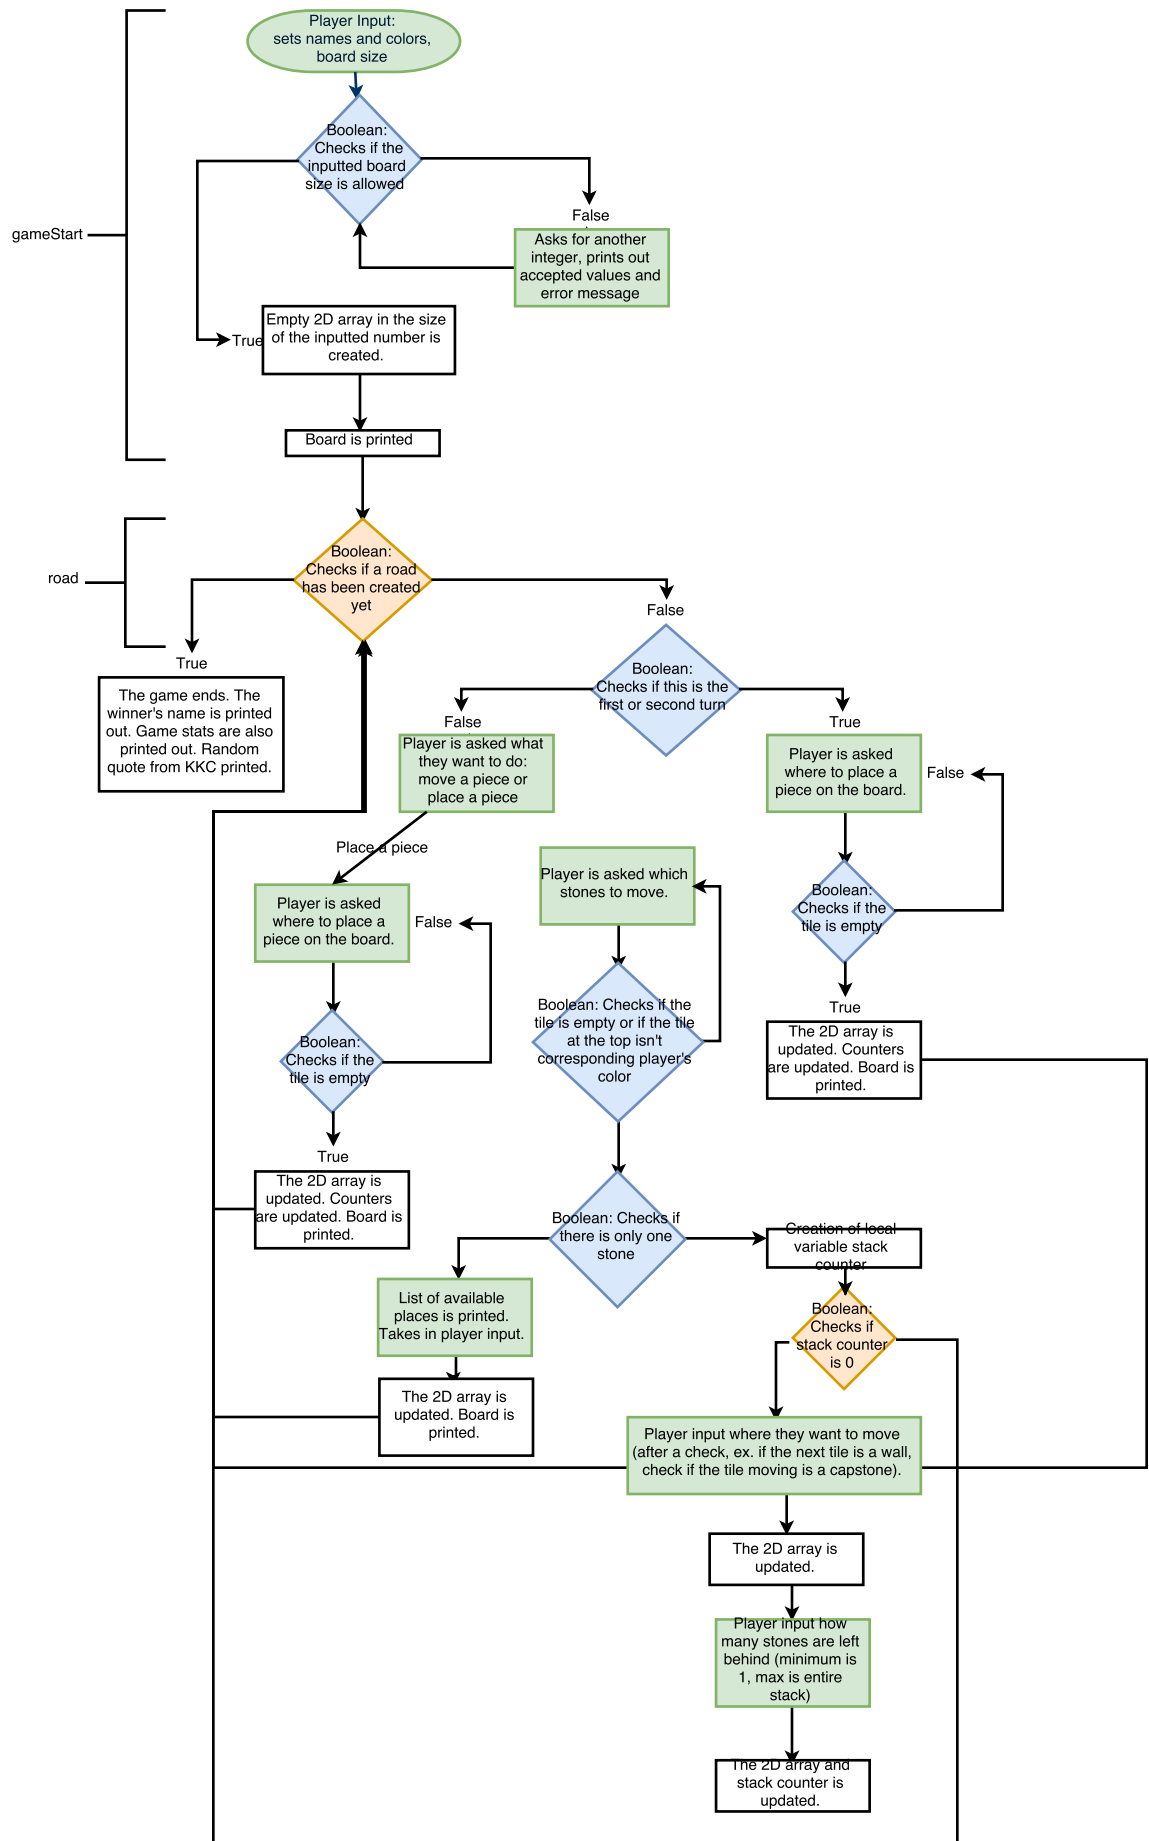 Player Input:
sets names and colors,
board size
Boolean:
Checks if the
inputted board
size is allowed
gameStart
False
Asks for another
integer, prints out
accepted values and
error message
True
Empty 2D array in the size
of the inputted number is
created.
Board is printed
road
Boolean:
Checks if a road
has been created
yet
True
The game ends. The
winner's name is printed
out. Game stats are also
printed out. Random
quote from KKC printed.
False
Boolean:
Checks if this is the
first or second turn
False
Player is asked what
they want to do:
move a piece or
place a piece
True
Player is asked
where to place a
piece on the board.
False
Place a piece
Player is asked
where to place a
piece on the board.
False
Player is asked which
stones to move.
Boolean:
Checks if the
tile is empty
True
The 2D array is
updated. Counters
are updated. Board is
printed.
Boolean: Checks if the
tile is empty or if the tile
at the top isn't
corresponding player's
color
Boolean:
Checks if the
tile is empty
True
The 2D array is
updated. Counters
are updated. Board is
printed.
Boolean: Checks if
there is only one
stone
Creation of local
variable stack
counter
List of available
places is printed.
Takes in player input.
Boolean:
Checks if
stack counter
is 0
The 2D array is
updated. Board is
printed.
Player input where they want to move
(after a check, ex. if the next tile is a wall,
check if the tile moving is a capstone).
The 2D array is
updated.
Player input how
many stones are left
behind (minimum is
1, max is entire
stack)
The 2D array and
stack counter is
updated.